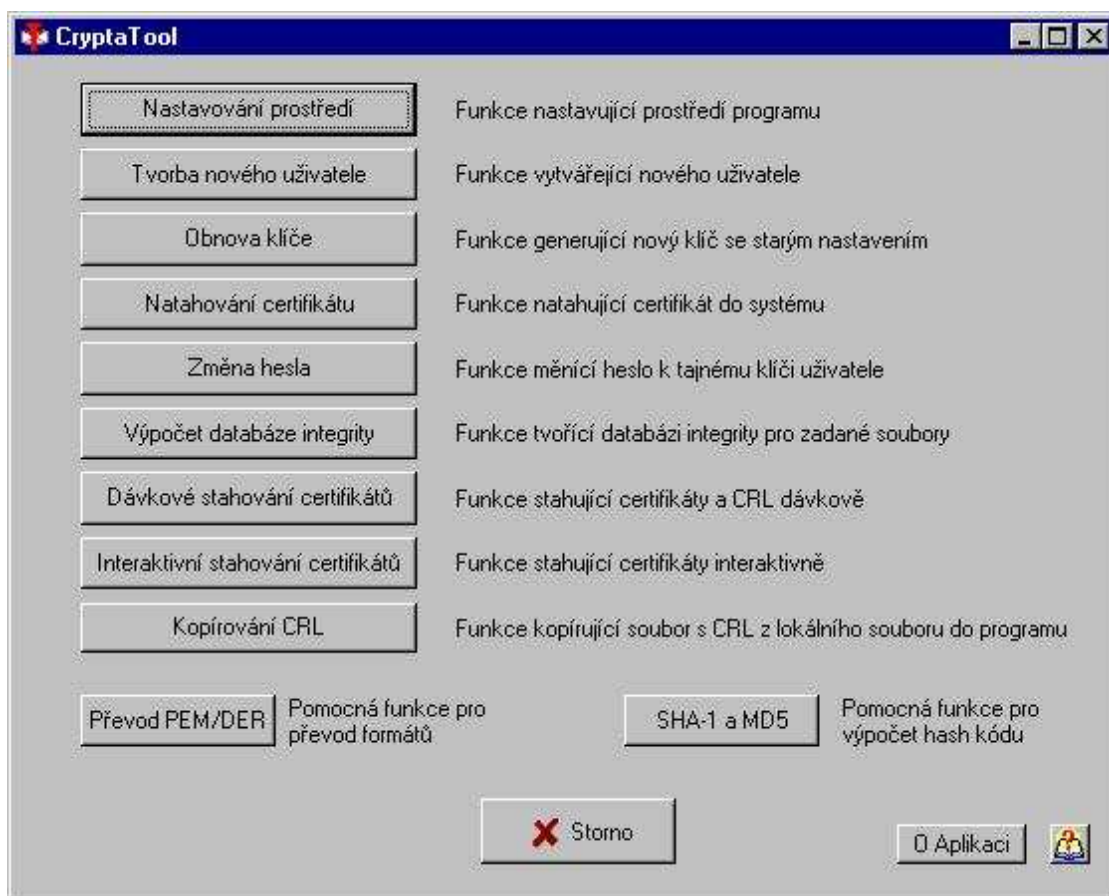 CryptaTool
Nastavování prostředí Funkce nastavující prostředí programu
Tvorba nového uživatele Funkce vytvářející nového uživatele
Obnova klíče Funkce generující nový klíč se starým nastavením
Natahování certifikátu Funkce natahující certifikát do systému
Změna hesla Funkce měnící heslo k tajnému klíči uživatele
Výpočet databáze integrity Funkce tvořící databázi integrity pro zadané soubory
Dávkové stahování certifikátů Funkce stahující certifikáty a CRL dávkově
Interaktivní stahování certifikátů Funkce stahující certifikáty interaktivně
Kopírování CRL Funkce kopírující soubor s CRL z lokálního souboru do programu
Převod PEM/DER
Pomocná funkce pro
převod formátů
SHA-1 a MD5
Pomocná funkce pro
výpočet hash kódu
Storno
O Aplikaci